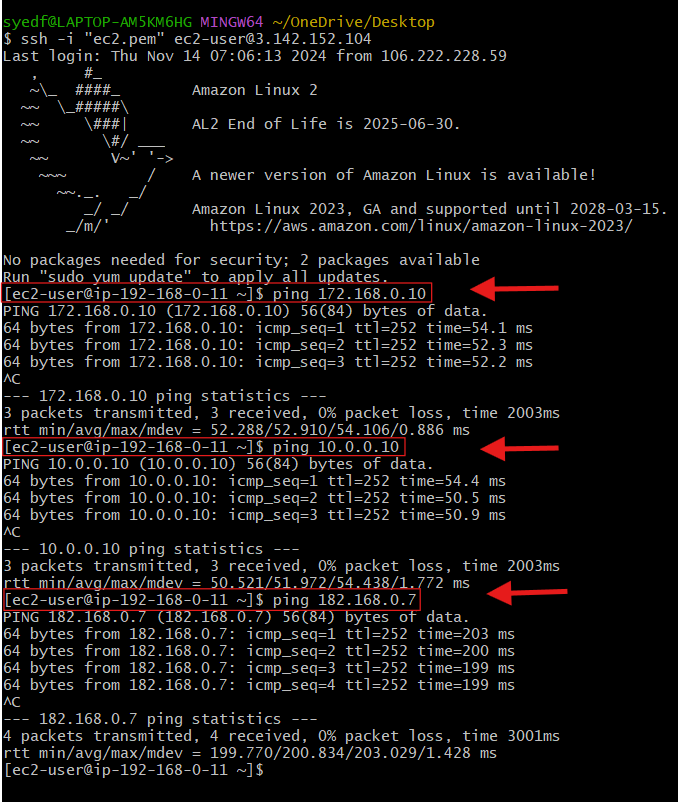 syedf@LAPTOP-AM5KM6HG MINGW64 ~/OneDrive/Desktop
$ ssh -i "ec2.pem" ec2-user@3.142.152.104
Last login: Thu Nov 14 07:06:13 2024 from 106.222.228.59
   ,     #_
   ~\_  ####_        Amazon Linux 2
  ~~  \_#####\
  ~~     \###|       AL2 End of Life is 2025-06-30.
  ~~       \#/ ___
   ~~       V~' '->
    ~~~         /    A newer version of Amazon Linux is available!
      ~~._.   _/
         _/ _/       Amazon Linux 2023, GA and supported until 2028-03-15.
       _/m/'           https://aws.amazon.com/linux/amazon-linux-2023/
No packages needed for security; 2 packages available
Run "sudo yum update" to apply all updates.
[ec2-user@ip-192-168-0-11 ~]$ ping 172.168.0.10
PING 172.168.0.10 (172.168.0.10) 56(84) bytes of data.
64 bytes from 172.168.0.10: icmp_seq=1 ttl=252 time=54.1 ms
64 bytes from 172.168.0.10: icmp_seq=2 ttl=252 time=52.3 ms
64 bytes from 172.168.0.10: icmp_seq=3 ttl=252 time=52.2 ms
^C
--- 172.168.0.10 ping statistics ---
3 packets transmitted, 3 received, 0% packet loss, time 2003ms
rtt min/avg/max/mdev = 52.288/52.910/54.106/0.886 ms
[ec2-user@ip-192-168-0-11 ~]$ ping 10.0.0.10
PING 10.0.0.10 (10.0.0.10) 56(84) bytes of data.
64 bytes from 10.0.0.10: icmp_seq=1 ttl=252 time=54.4 ms
64 bytes from 10.0.0.10: icmp_seq=2 ttl=252 time=50.5 ms
64 bytes from 10.0.0.10: icmp_seq=3 ttl=252 time=50.9 ms
^C
--- 10.0.0.10 ping statistics ---
3 packets transmitted, 3 received, 0% packet loss, time 2003ms
rtt min/avg/max/mdev = 50.521/51.972/54.438/1.772 ms
[ec2-user@ip-192-168-0-11 ~]$ ping 182.168.0.7
PING 182.168.0.7 (182.168.0.7) 56(84) bytes of data.
64 bytes from 182.168.0.7: icmp_seq=1 ttl=252 time=203 ms
64 bytes from 182.168.0.7: icmp_seq=2 ttl=252 time=200 ms
64 bytes from 182.168.0.7: icmp_seq=3 ttl=252 time=199 ms
64 bytes from 182.168.0.7: icmp_seq=4 ttl=252 time=199 ms
^C
--- 182.168.0.7 ping statistics ---
4 packets transmitted, 4 received, 0% packet loss, time 3001ms
rtt min/avg/max/mdev = 199.770/200.834/203.029/1.428 ms
[ec2-user@ip-192-168-0-11 ~]$